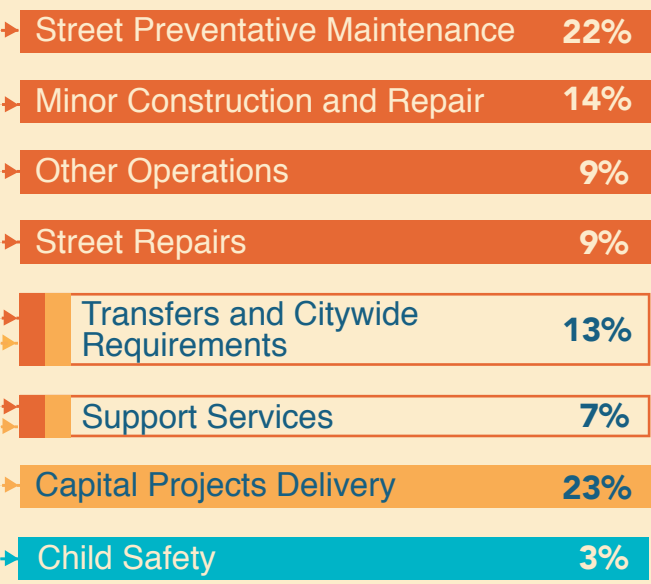 Street Preventative Maintenance 22%
Minor Construction and Repair 14%
Other Operations 9%
Street Repairs 9%
Transfers and Citywide
Requirements 13%
Support Services 7%
Capital Projects Delivery 23%
Child Safety 3%